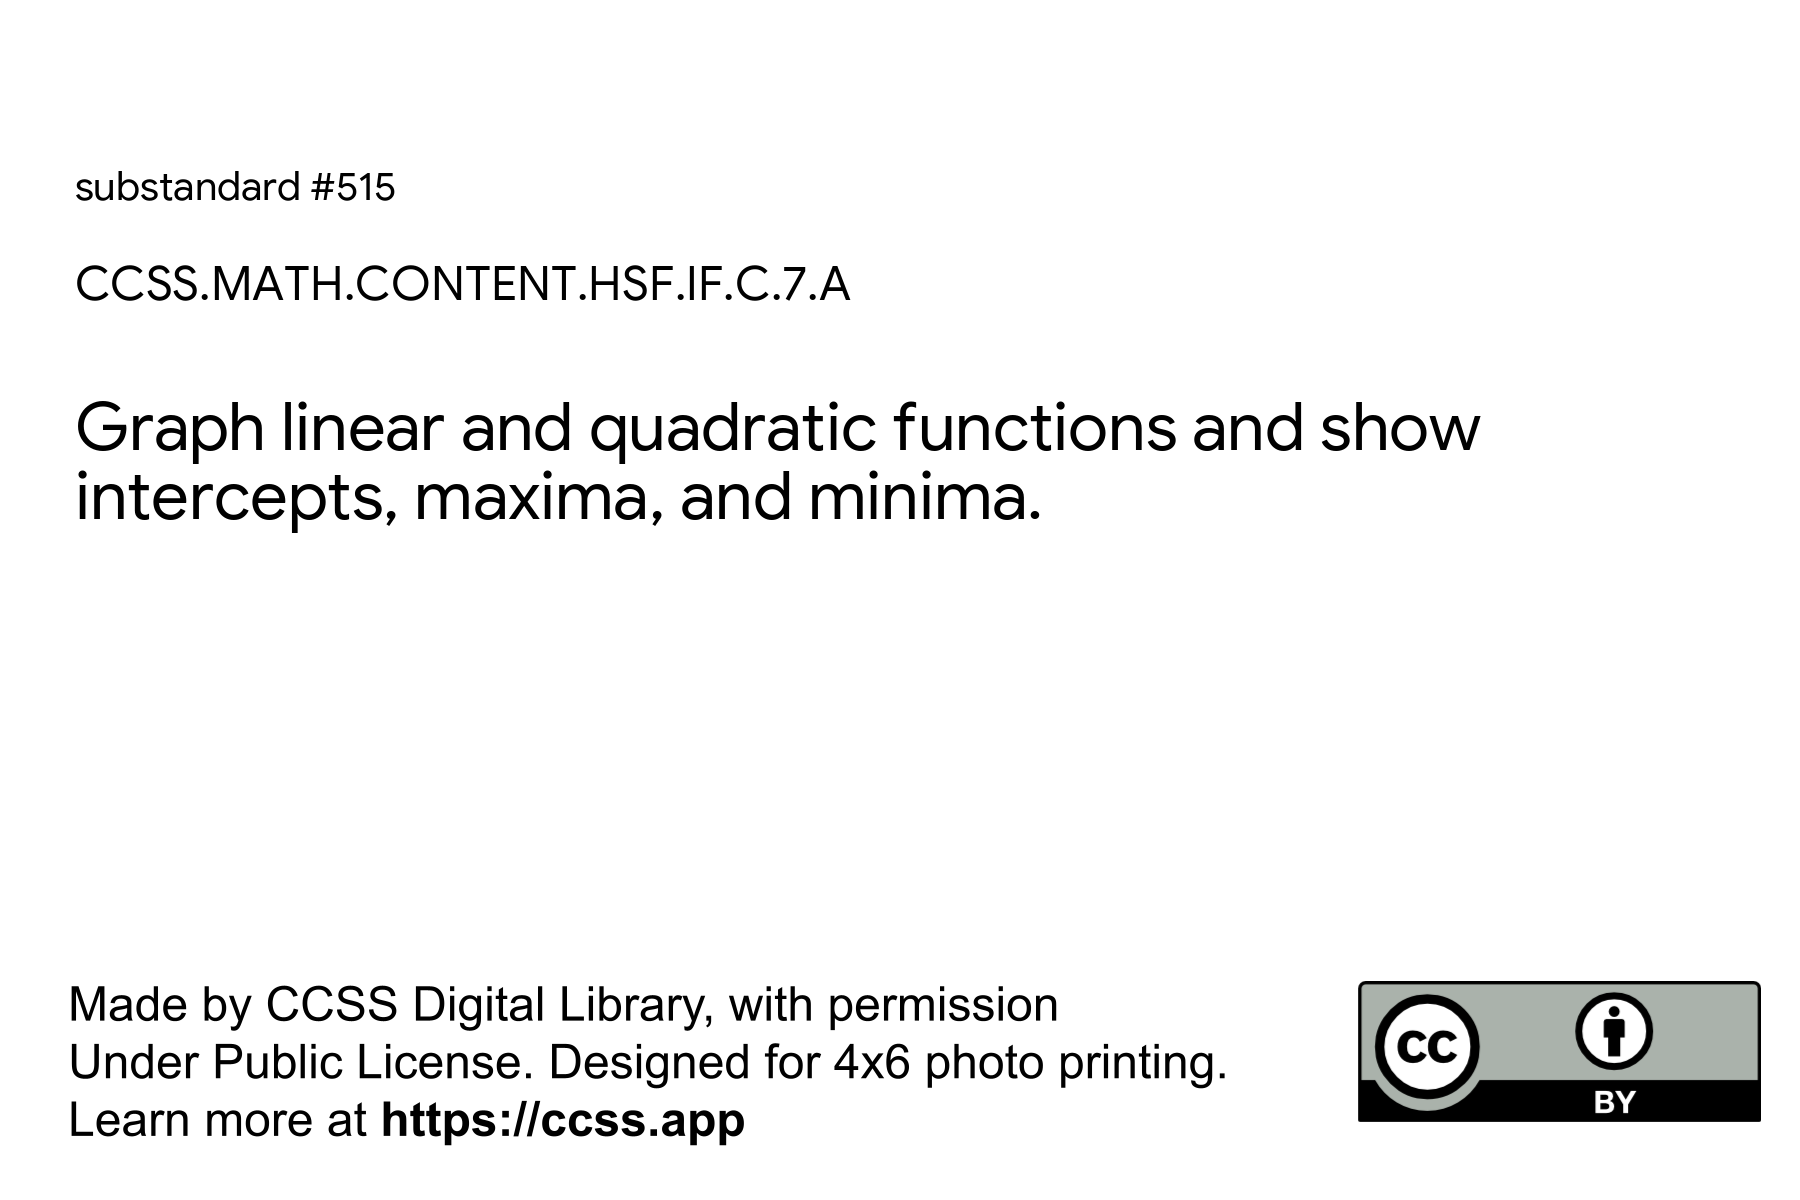 substandard #515
CCSS.MATH.CONTENT.HSF.IF.C.7.A
Graph linear and quadratic functions and show
intercepts, maxima, and minima.
Made by CCSS Digital Library, with permission
Under Public License. Designed for 4x6 photo printing.
Learn more at https://ccss.app
cc
BY